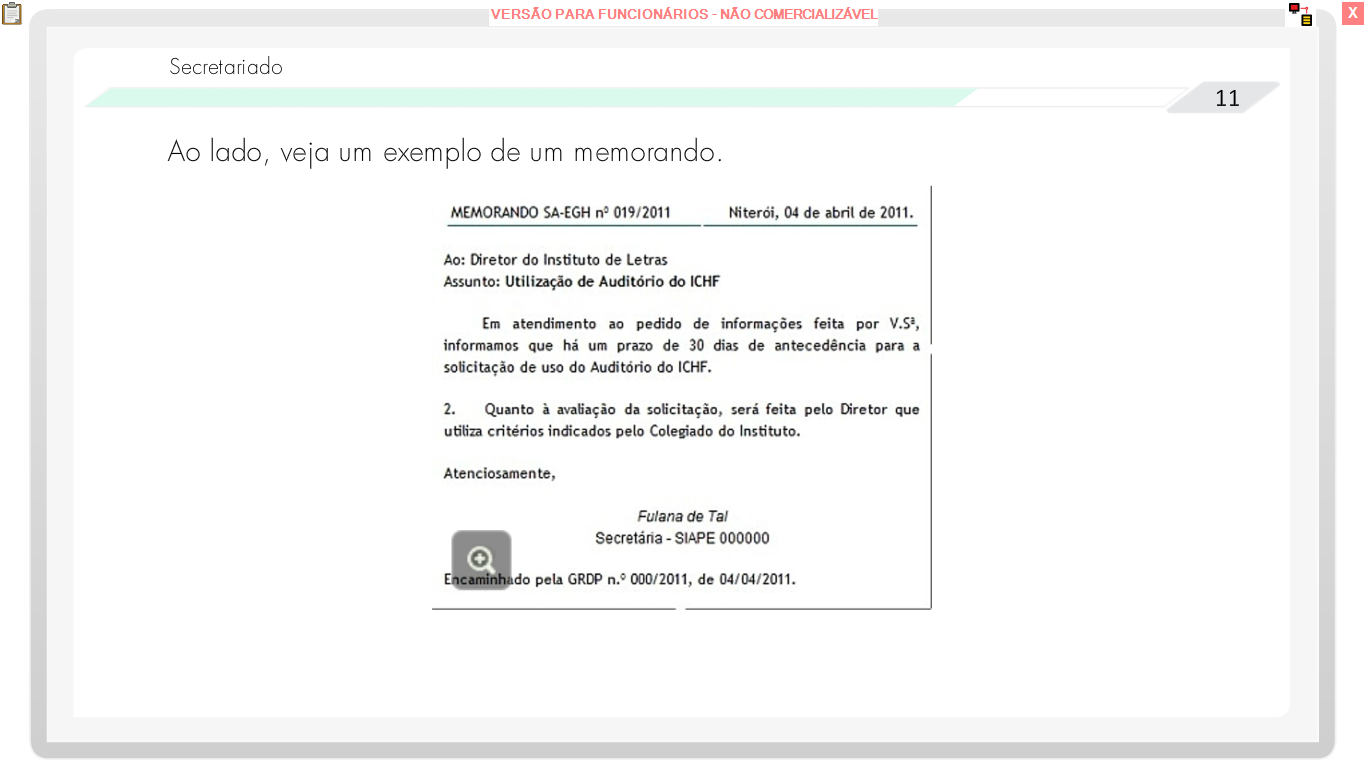 VERSÃO PARA FUNCIONÁRIOS - NÃO COMERCIALIZÁVEL
X
Secretariado
11
Ao lado, veja um exemplo de um memorando.
MEMORANDO SA-EGH nº 019/2011 Niterói, 04 de abril de 2011.
Ao: Diretor do Instituto de Letras
Assunto: Utilização de Auditório do ICHF
Em atendimento ao pedido de informações feita por V.Sª,
informamos que há um prazo de 30 dias de antecedência para a
solicitação de uso do Auditório do ICHF.
2. Quanto à avaliação da solicitação, será feita pelo Diretor que
utiliza critérios indicados pelo Colegiado do Instituto.
Atenciosamente,
Fulana de Tal
Secretária - SIAPE 000000
Encaminhado pela GRDP n.º 000/2011, de 04/04/2011.